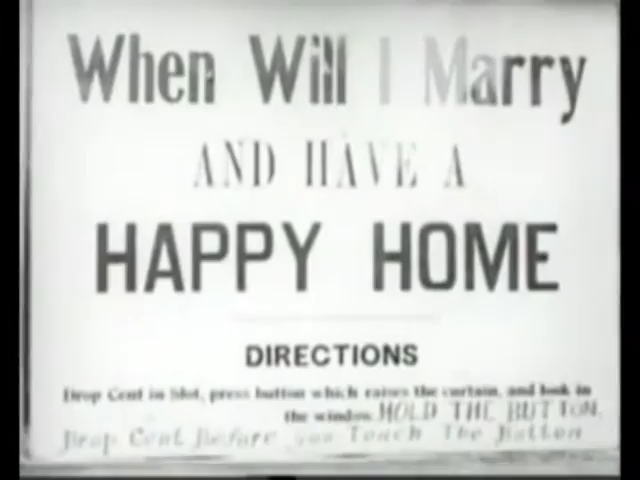 When Will I Marry
AND HAVE A
HAPPY HOME
DIRECTIONS
Drop Cent in Slot, press button which raises the curtain, and look in
the window. HOLD THE BUTTON.
Drop Cent Before you Touch The Button